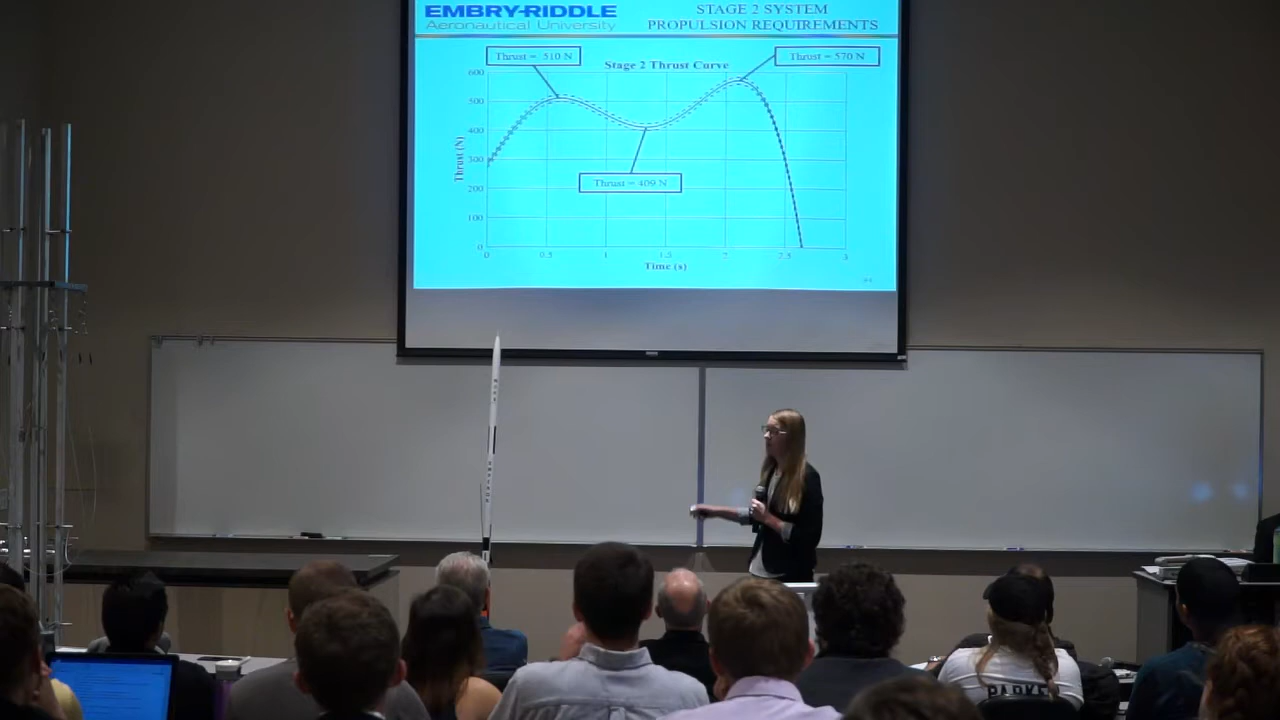 EMBRY-RIDDLE
Aeronautical University
STAGE 2 SYSTEM
PROPULSION REQUIREMENTS
Thrust = 510 N
Stage 2 Thrust Curve
Thrust = 570 N
600
500
400
300
200
100
0
Thrust (N)
Thrust = 409 N
0
0.5
1
1.5
2
2.5
3
Time (s)
PARKE